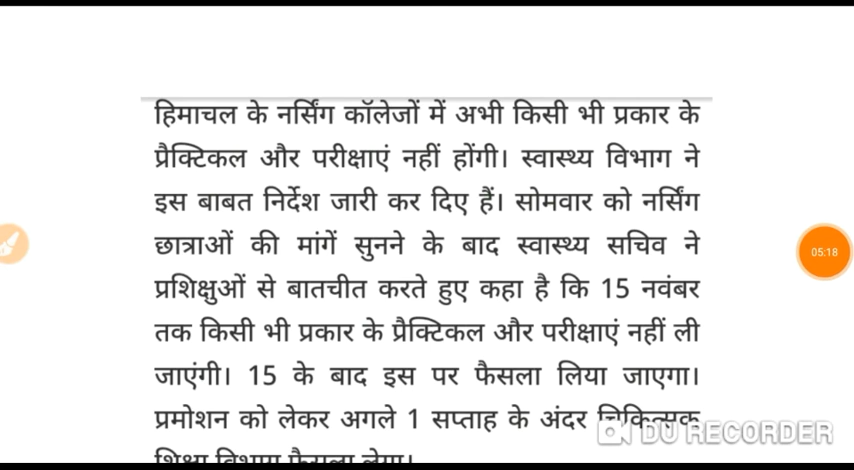 हिमाचल के नर्सिंग कॉलेजों में अभी किसी भी प्रकार के
प्रैक्टिकल और परीक्षाएं नहीं होंगी। स्वास्थ्य विभाग ने
इस बाबत निर्देश जारी कर दिए हैं। सोमवार को नर्सिंग
छात्राओं की मांगें सुनने के बाद स्वास्थ्य सचिव ने
प्रशिक्षुओं से बातचीत करते हुए कहा है कि 15 नवंबर
तक किसी भी प्रकार के प्रैक्टिकल और परीक्षाएं नहीं ली
जाएंगी। 15 के बाद इस पर फैसला लिया जाएगा।
प्रमोशन को लेकर अगले 1 सप्ताह के अंदर चिकित्सक
शिक्षा विभाग फैसला लेगा।
05:18
DU RECORDER